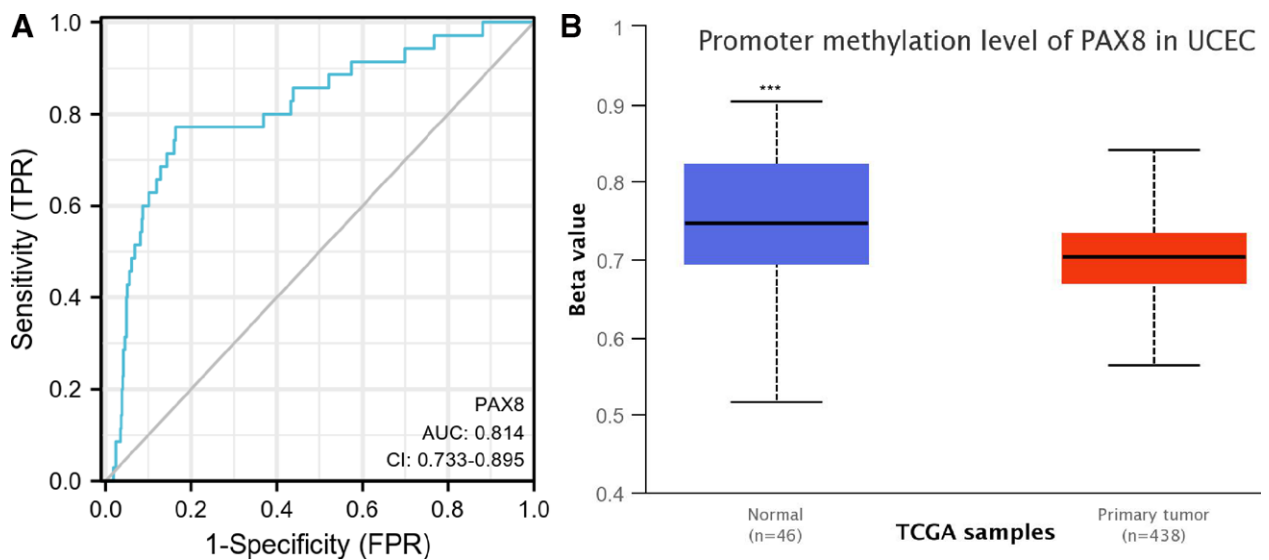 A
1.0
0.8
0.6
0.4
0.2
0.0
Sensitivity (TPR)
PAX8
AUC: 0.814
CI: 0.733-0.895
0.0 0.2 0.4 0.6 0.8 1.0
1-Specificity (FPR)
B
Promoter methylation level of PAX8 in UCEC
1
0.9
0.8
0.7
0.6
0.5
0.4
Beta value
***
Normal
(n=46)
TCGA samples
Primary tumor
(n=438)